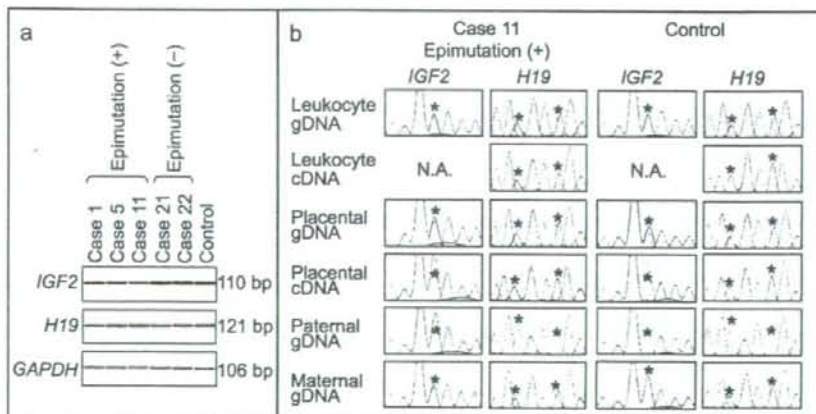 a
Epimutation (+)
Epimutation (–)
Case 1
Case 5
Case 11
Case 21
Case 22
Control
IGF2
110 bp
H19
121 bp
GAPDH
106 bp
b
Case 11
Epimutation (+)
Control
IGF2
H19
IGF2
H19
Leukocyte
gDNA
Leukocyte
cDNA
N.A.
N.A.
Placental
gDNA
Placental
cDNA
Paternal
gDNA
Maternal
gDNA